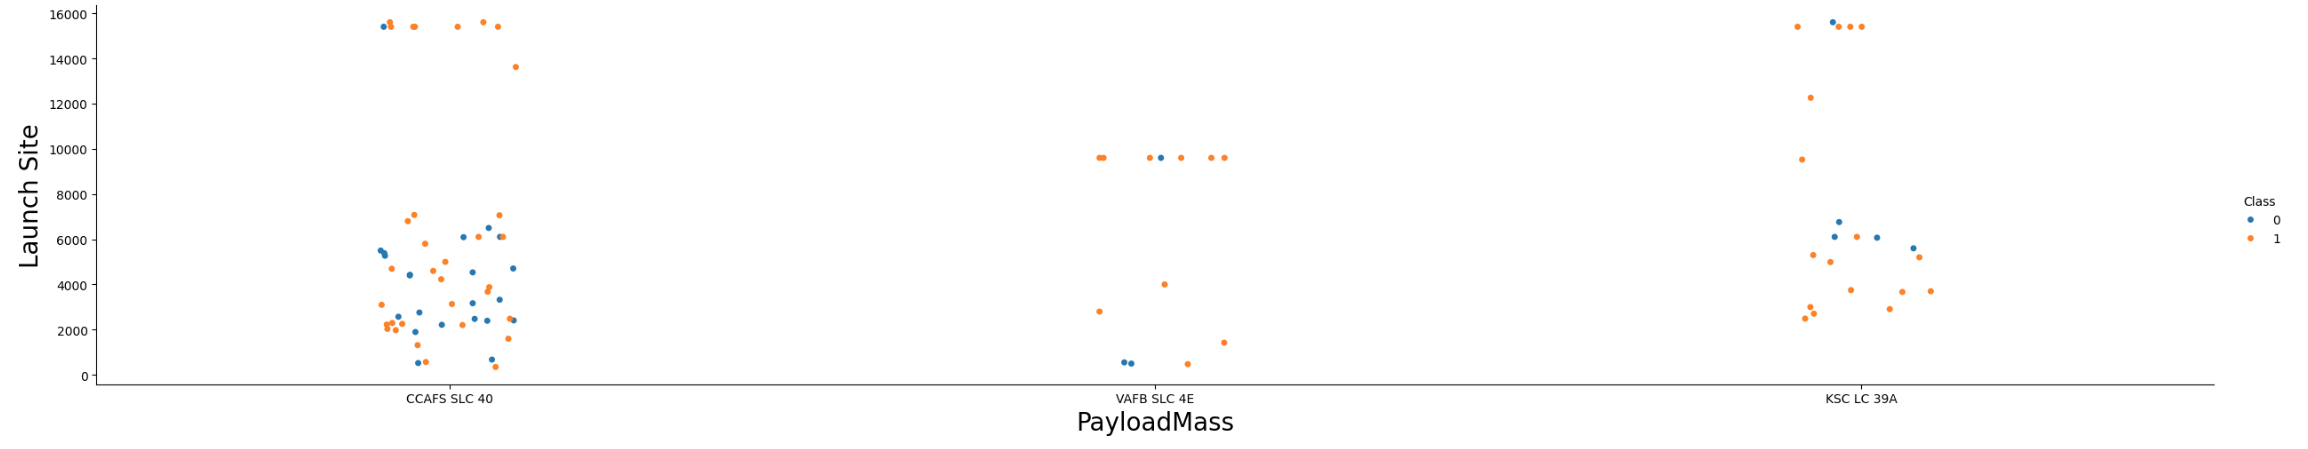 16000
14000
12000
10000
8000
6000
4000
2000
0
Launch Site
CCAFS SLC 40
VAFB SLC 4E
KSC LC 39A
PayloadMass
Class
0
1